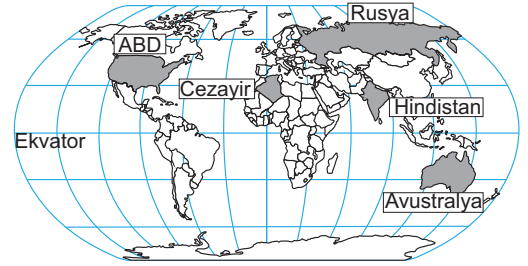 Rusya
ABD
Cezayir
Hindistan
Ekvator
Avustralya